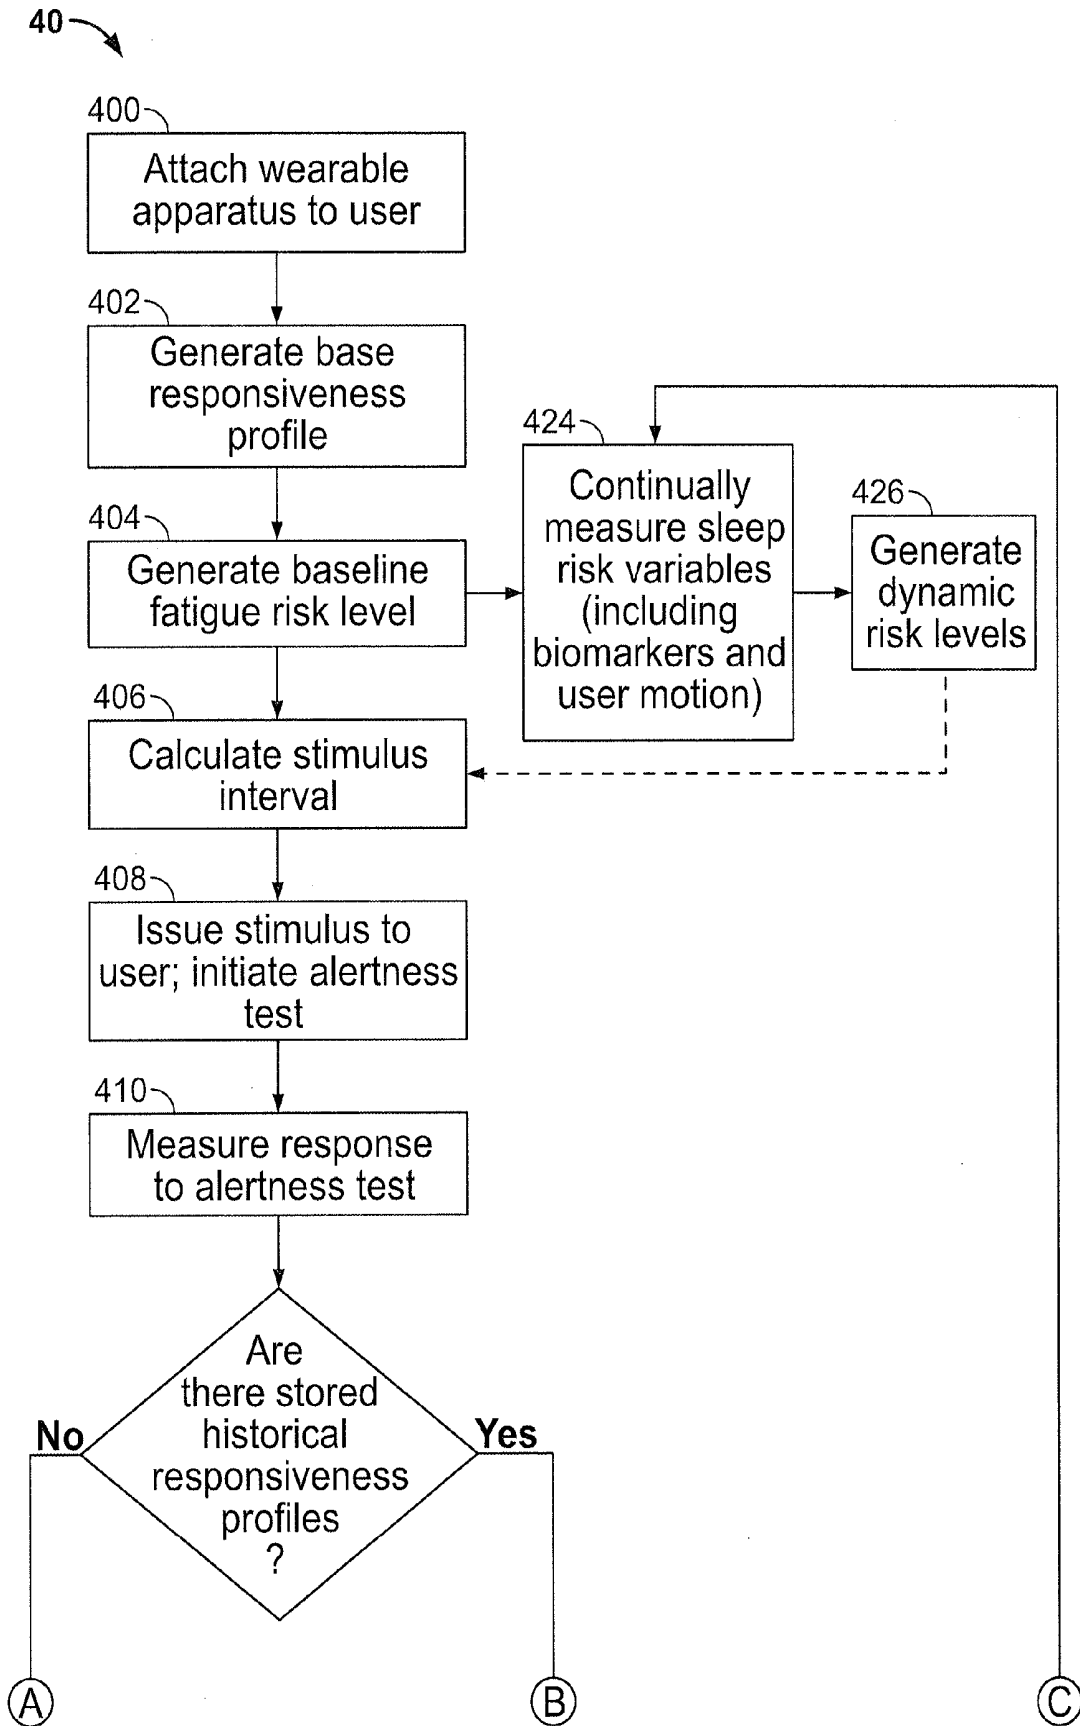 40
400
Attach wearable
apparatus to user
402
Generate base
responsiveness
profile
404
Generate baseline
fatigue risk level
424
Continually
measure sleep
risk variables
(including
biomarkers and
user motion)
426
Generate
dynamic
risk levels
406
Calculate stimulus
interval
408
Issue stimulus to
user; initiate alertness
test
410
Measure response
to alertness test
Are
there stored
historical
responsiveness
profiles
?
No
Yes
A
B
C